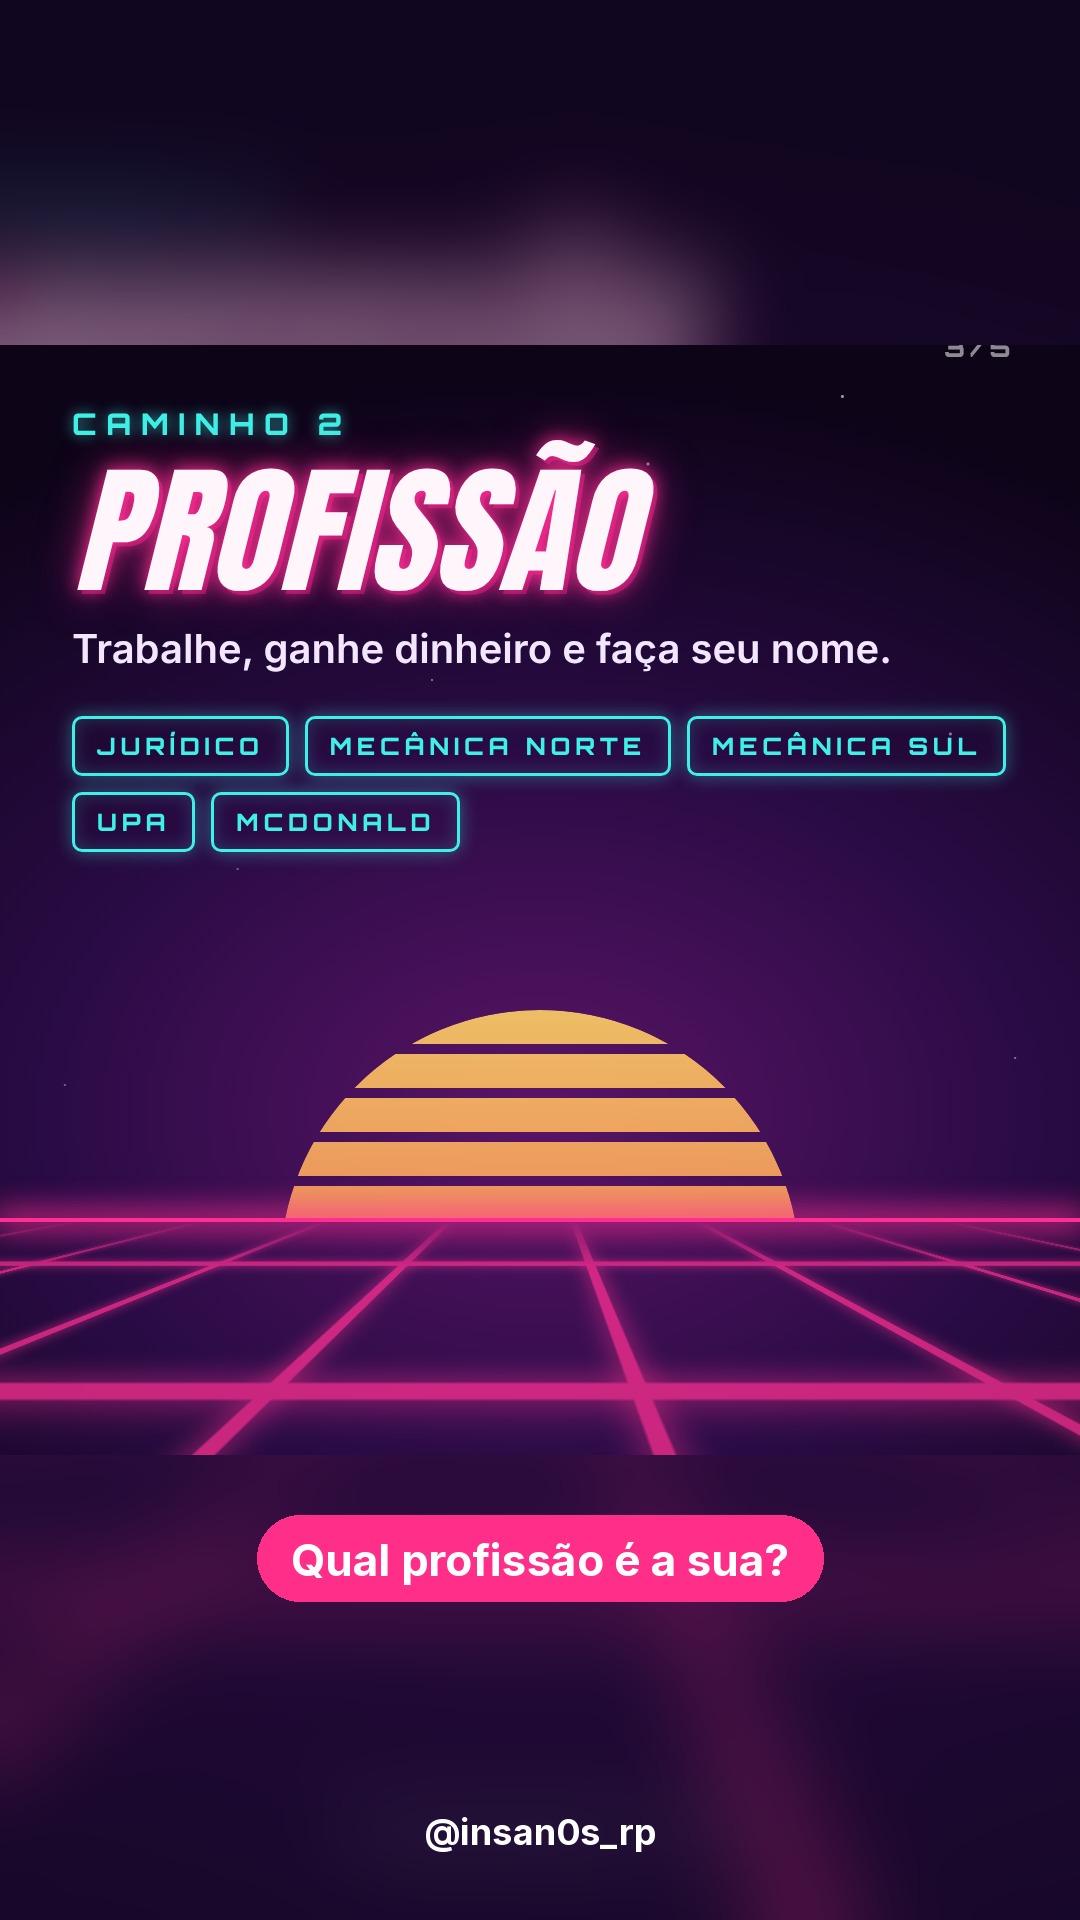 CAMINHO 2
PROFISSÃO
Trabalhe, ganhe dinheiro e faça seu nome.
JURÍDICO MECÂNICA NORTE MECÂNICA SUL
UPA MCDONALD
Qual profissão é a sua?
@insan0s_rp